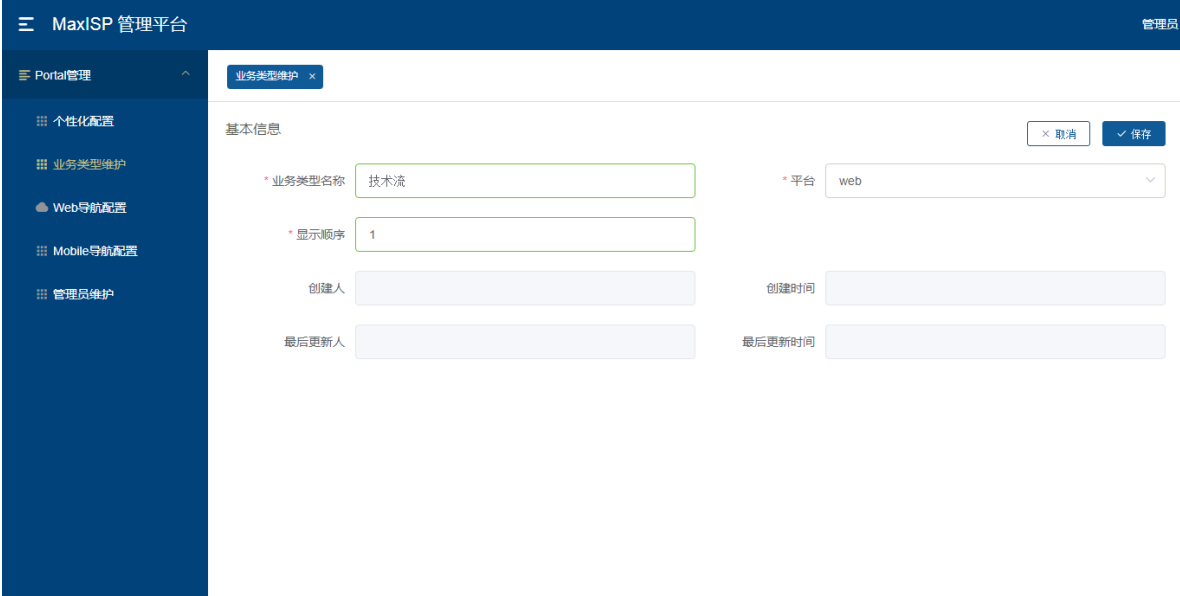 MaxISP 管理平台
管理员
Portal管理
业务类型维护 ×
个性化配置
业务类型维护
Web导航配置
Mobile导航配置
管理员维护
基本信息
× 取消
✓ 保存
* 业务类型名称 技术流
* 平台 web
* 显示顺序 1
创建人
创建时间
最后更新人
最后更新时间